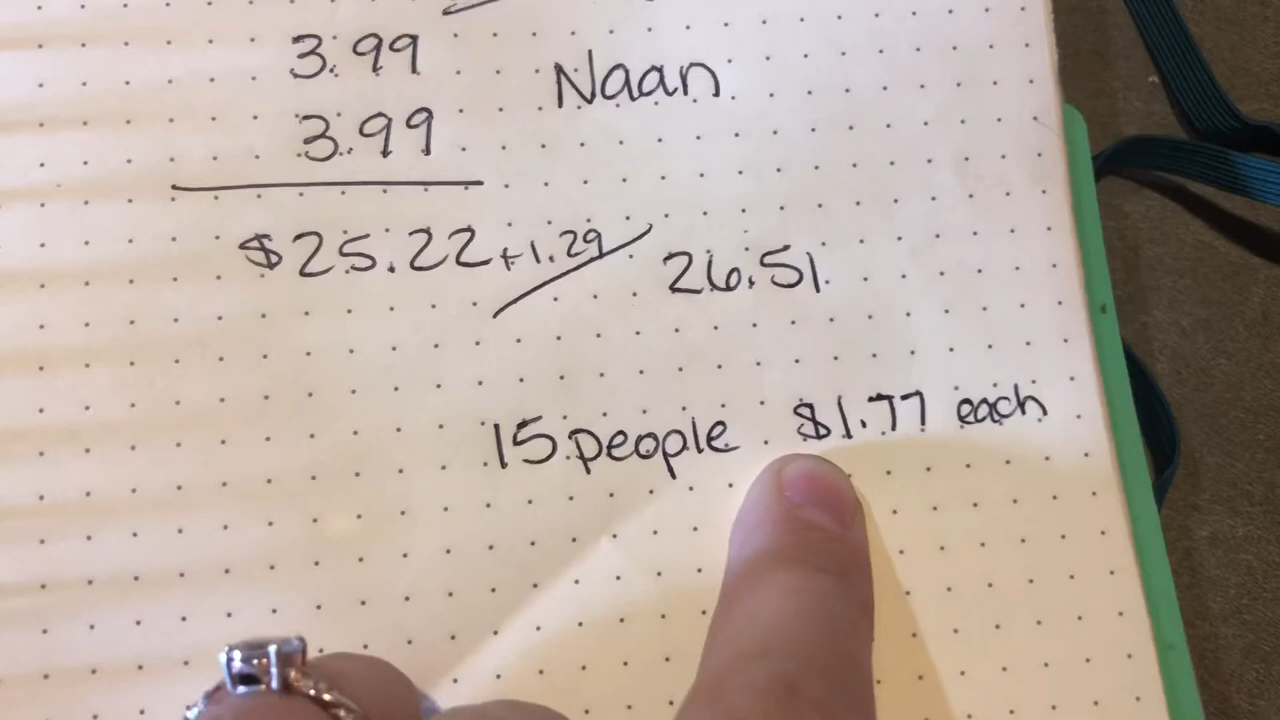 3.99
Naan
3.99
$25.22 +1.29 26.51
15 people $1.77 each